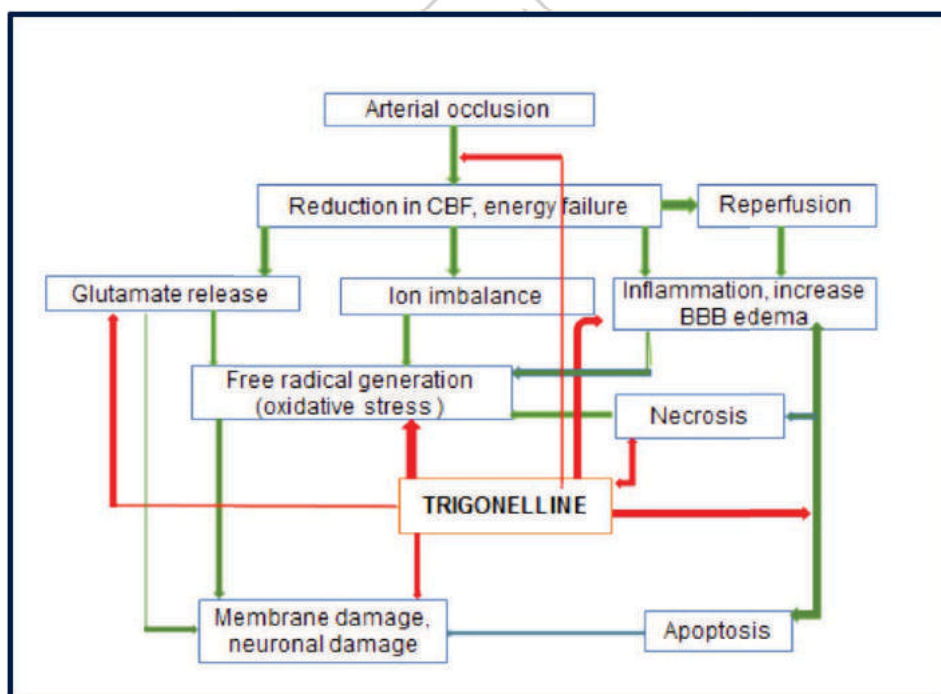 Arterial occlusion
Reduction in CBF, energy failure
Reperfusion
Glutamate release
Ion imbalance
Inflammation, increase
BBB edema
Free radical generation
(oxidative stress )
Necrosis
TRIGONELLINE
Membrane damage,
neuronal damage
Apoptosis